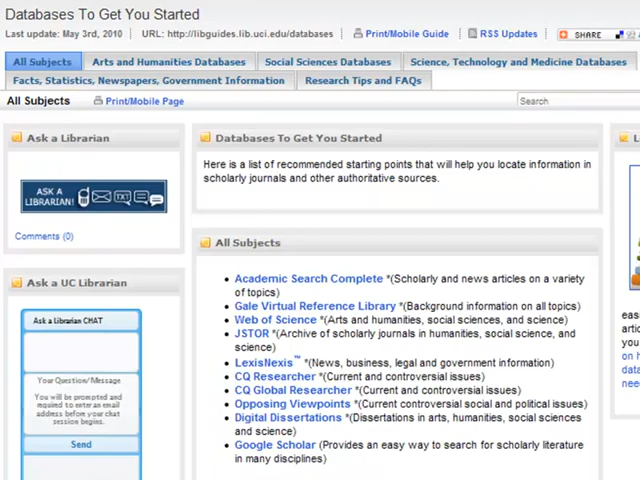 Databases To Get You Started
Last update: May 3rd, 2010 URL: http://libguides.lib.uci.edu/databases Print/Mobile Guide RSS Updates SHARE
All Subjects Arts and Humanities Databases Social Sciences Databases Science, Technology and Medicine Databases
Facts, Statistics, Newspapers, Government Information Research Tips and FAQs
All Subjects Print/Mobile Page Search
Ask a Librarian
ASK A
LIBRARIAN!
TXT
Comments (0)
Ask a UC Librarian
Ask a Librarian CHAT
Your Question/Message
You will be prompted and
required to enter an email
address before your chat
session begins.
Send
Databases To Get You Started
Here is a list of recommended starting points that will help you locate information in
scholarly journals and other authoritative sources.
All Subjects
• Academic Search Complete *(Scholarly and news articles on a variety
of topics)
• Gale Virtual Reference Library *(Background information on all topics)
• Web of Science *(Arts and humanities, social sciences, and science)
• JSTOR *(Archive of scholarly journals in humanities, social science, and
science)
• LexisNexis™ *(News, business, legal and government information)
• CQ Researcher *(Current and controversial issues)
• CQ Global Researcher *(Current and controversial issues)
• Opposing Viewpoints *(Current controversial social and political issues)
• Digital Dissertations *(Dissertations in arts, humanities, social sciences
and science)
• Google Scholar (Provides an easy way to search for scholarly literature
in many disciplines)
you
on